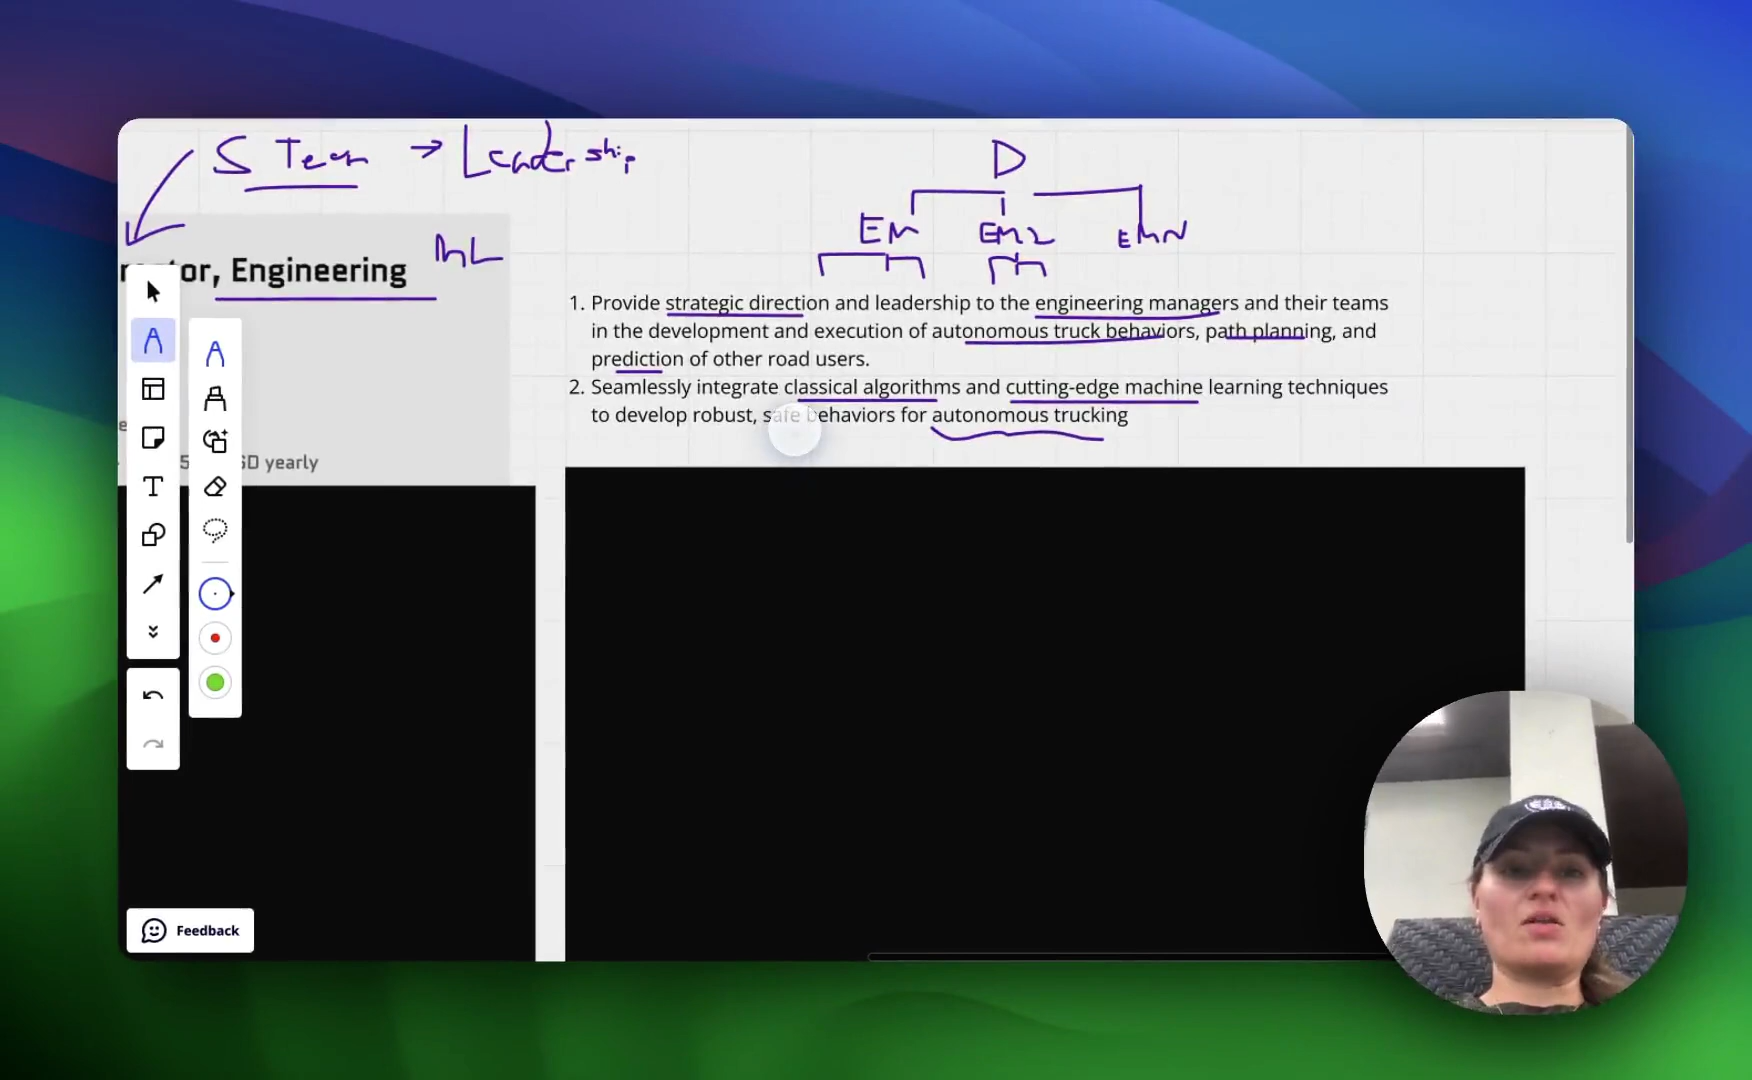 S Team → Leadership
D
EM EM2 EMN
ML
or, Engineering
1. Provide strategic direction and leadership to the engineering managers and their teams
in the development and execution of autonomous truck behaviors, path planning, and
prediction of other road users.
2. Seamlessly integrate classical algorithms and cutting-edge machine learning techniques
to develop robust, safe behaviors for autonomous trucking
SD yearly
Feedback